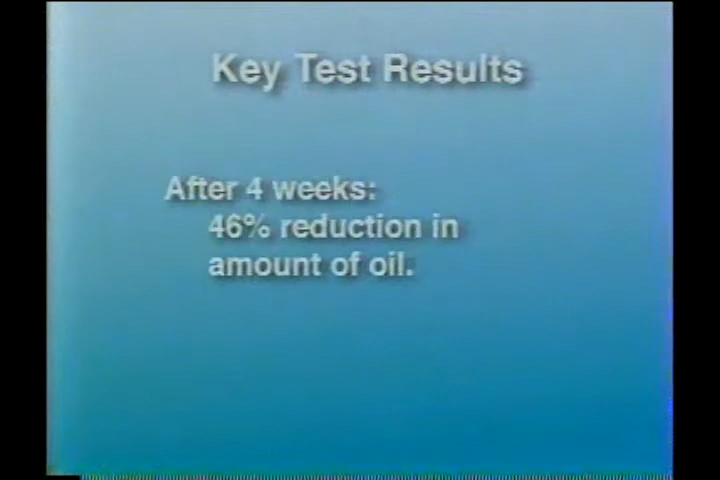 Key Test Results
After 4 weeks:
46% reduction in
amount of oil.